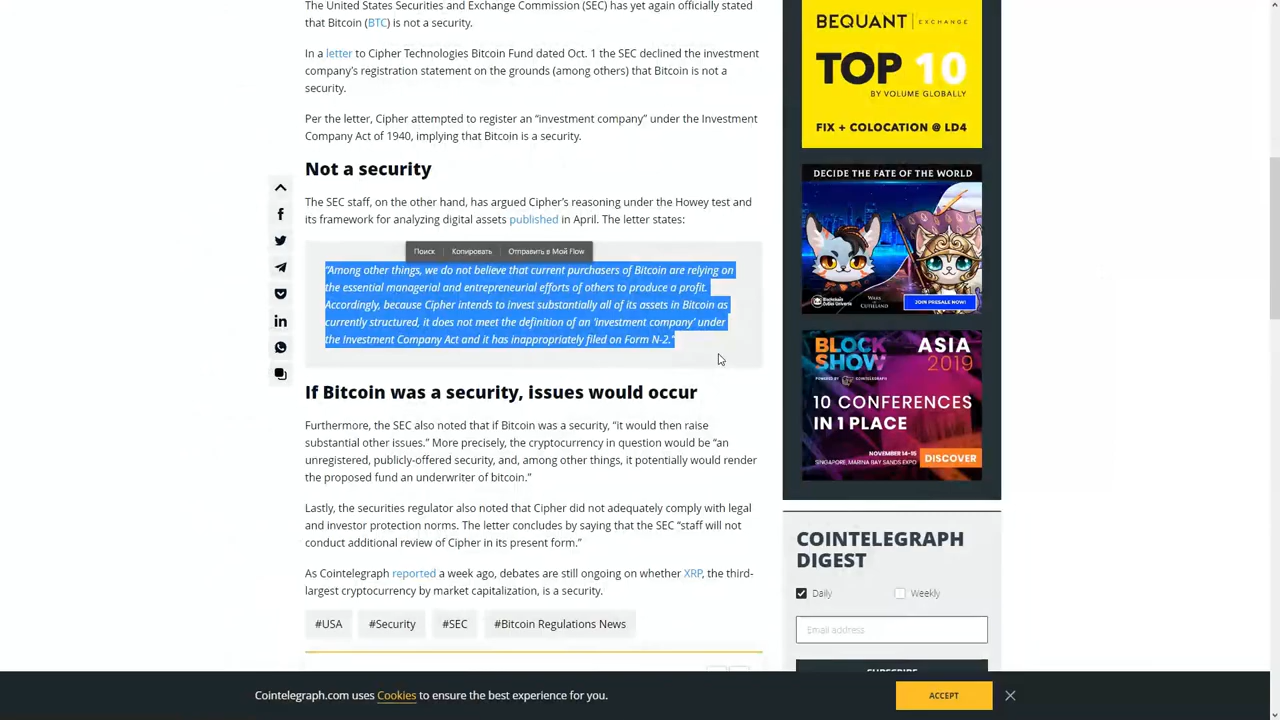 The United States Securities and Exchange Commission (SEC) has yet again officially stated
that Bitcoin (BTC) is not a security.
In a letter to Cipher Technologies Bitcoin Fund dated Oct. 1 the SEC declined the investment
company's registration statement on the grounds (among others) that Bitcoin is not a
security.
Per the letter, Cipher attempted to register an “investment company” under the Investment
Company Act of 1940, implying that Bitcoin is a security.
Not a security
The SEC staff, on the other hand, has argued Cipher's reasoning under the Howey test and
its framework for analyzing digital assets published in April. The letter states:
Поиск Копировать Отправить в Мой Flow
“Among other things, we do not believe that current purchasers of Bitcoin are relying on
the essential managerial and entrepreneurial efforts of others to produce a profit.
Accordingly, because Cipher intends to invest substantially all of its assets in Bitcoin as
currently structured, it does not meet the definition of an ‘investment company’ under
the Investment Company Act and it has inappropriately filed on Form N-2.”
If Bitcoin was a security, issues would occur
Furthermore, the SEC also noted that if Bitcoin was a security, “it would then raise
substantial other issues.” More precisely, the cryptocurrency in question would be “an
unregistered, publicly-offered security, and, among other things, it potentially would render
the proposed fund an underwriter of bitcoin.”
Lastly, the securities regulator also noted that Cipher did not adequately comply with legal
and investor protection norms. The letter concludes by saying that the SEC “staff will not
conduct additional review of Cipher in its present form.”
As Cointelegraph reported a week ago, debates are still ongoing on whether XRP, the third-
largest cryptocurrency by market capitalization, is a security.
#USA #Security #SEC #Bitcoin Regulations News
BEQUANT | EXCHANGE
TOP 10
BY VOLUME GLOBALLY
FIX + COLOCATION @ LD4
DECIDE THE FATE OF THE WORLD
JOIN PRESALE NOW!
BLOCK
SHOW
ASIA
2019
POWERED BY COINTELEGRAPH
10 CONFERENCES
IN 1 PLACE
NOVEMBER 14-15
SINGAPORE, MARINA BAY SANDS EXPO
DISCOVER
COINTELEGRAPH
DIGEST
Daily Weekly
Email address
SUBSCRIBE
Cointelegraph.com uses Cookies to ensure the best experience for you.
ACCEPT